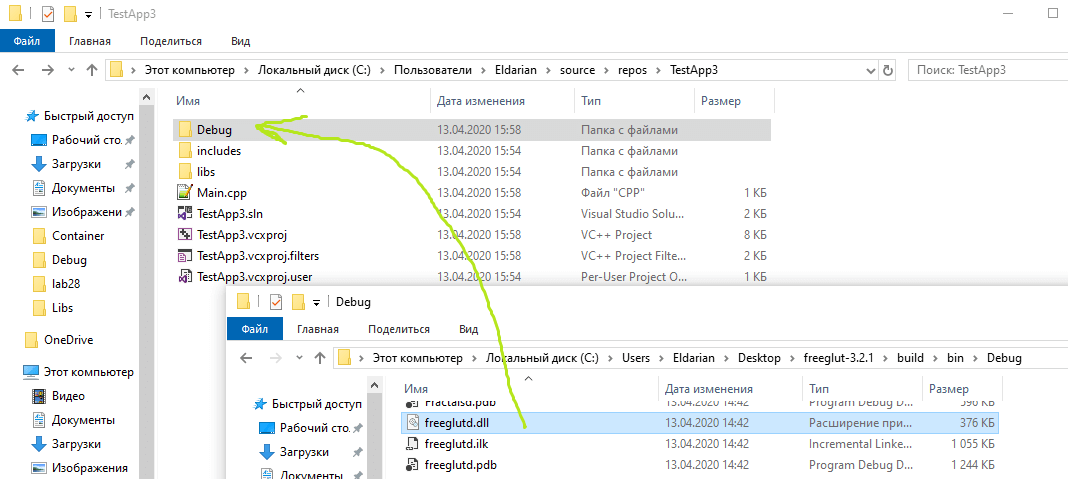 TestApp3
Файл Главная Поделиться Вид
Этот компьютер Локальный диск (C:) Пользователи Eldarian source repos TestApp3
Поиск: TestApp3
Имя Дата изменения Тип Размер
Быстрый доступ
Рабочий сто.
Загрузки
Документы
Изображени
Container
Debug
lab28
Libs
OneDrive
Этот компьютер
Видео
Документы
Загрузки
Изображения
Debug 13.04.2020 15:58 Папка с файлами
includes 13.04.2020 15:54 Папка с файлами
libs 13.04.2020 15:54 Папка с файлами
Main.cpp 13.04.2020 15:58 Файл "CPP" 1 КБ
TestApp3.sln 13.04.2020 15:54 Visual Studio Solu... 2 КБ
TestApp3.vcxproj 13.04.2020 15:58 VC++ Project 8 КБ
TestApp3.vcxproj.filters 13.04.2020 15:58 VC++ Project Filte... 2 КБ
TestApp3.vcxproj.user 13.04.2020 15:54 Per-User Project O... 1 КБ
Debug
Файл Главная Поделиться Вид
Этот компьютер Локальный диск (C:) Users Eldarian Desktop freeglut-3.2.1 build bin Debug
Имя Дата изменения Тип Размер
Быстрый доступ
Рабочий сто.
Загрузки
Документы
Fractalsd.pdb 13.04.2020 14:42 Program Debug D... 596 КБ
freeglutd.dll 13.04.2020 14:42 Расширение при... 376 КБ
freeglutd.ilk 13.04.2020 14:42 Incremental Linke... 1 055 КБ
freeglutd.pdb 13.04.2020 14:42 Program Debug D... 1 244 КБ